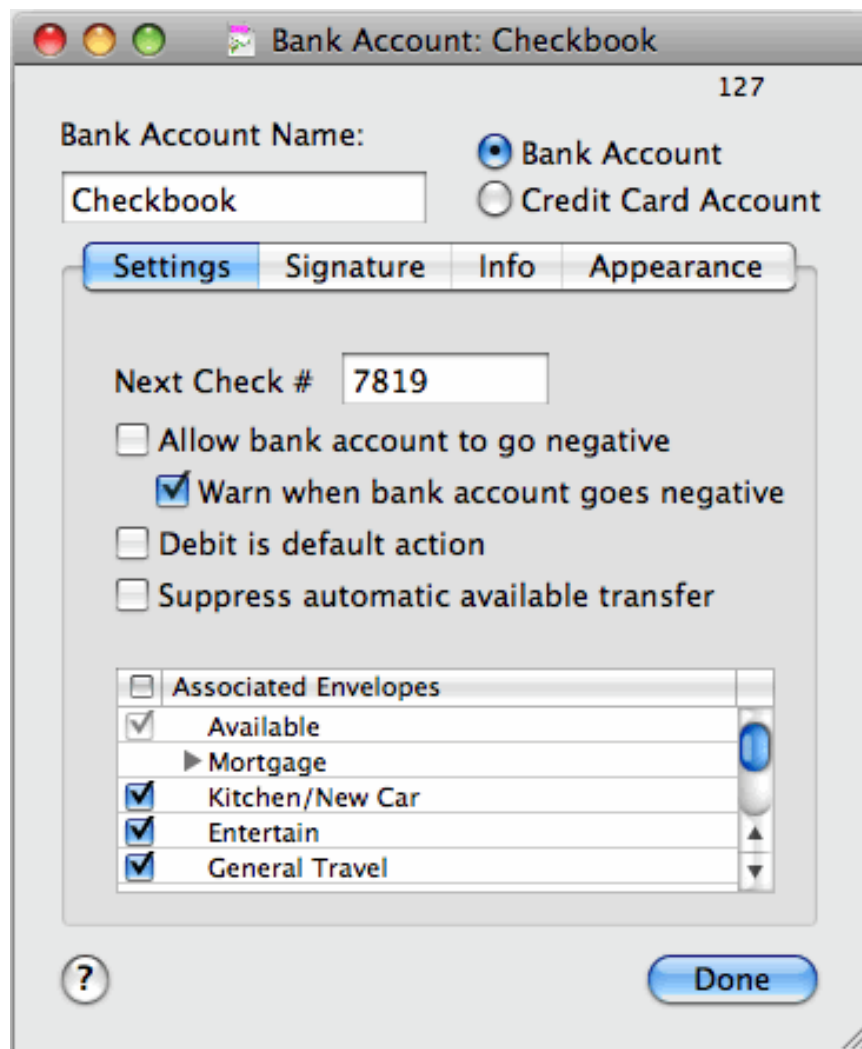 Bank Account: Checkbook
127
Bank Account Name:
Bank Account
Checkbook
Credit Card Account
Settings Signature Info Appearance
Next Check # 7819
Allow bank account to go negative
Warn when bank account goes negative
Debit is default action
Suppress automatic available transfer
Associated Envelopes
Available
Mortgage
Kitchen/New Car
Entertain
General Travel
? Done